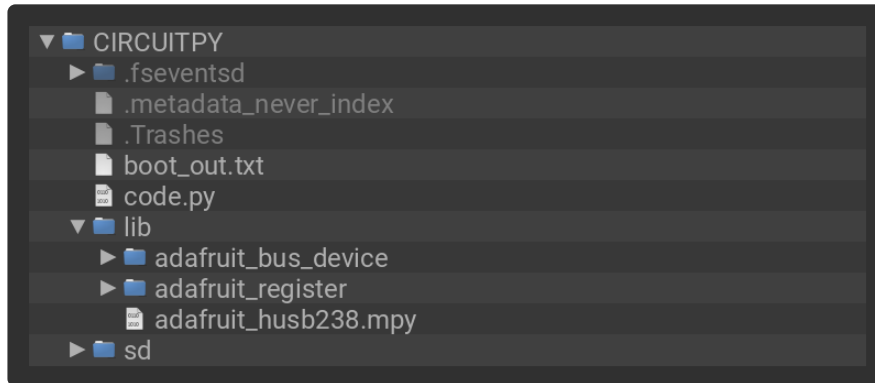 CIRCUITPY
.fseventsd
.metadata_never_index
.Trashes
boot_out.txt
code.py
lib
adafruit_bus_device
adafruit_register
adafruit_husb238.mpy
sd